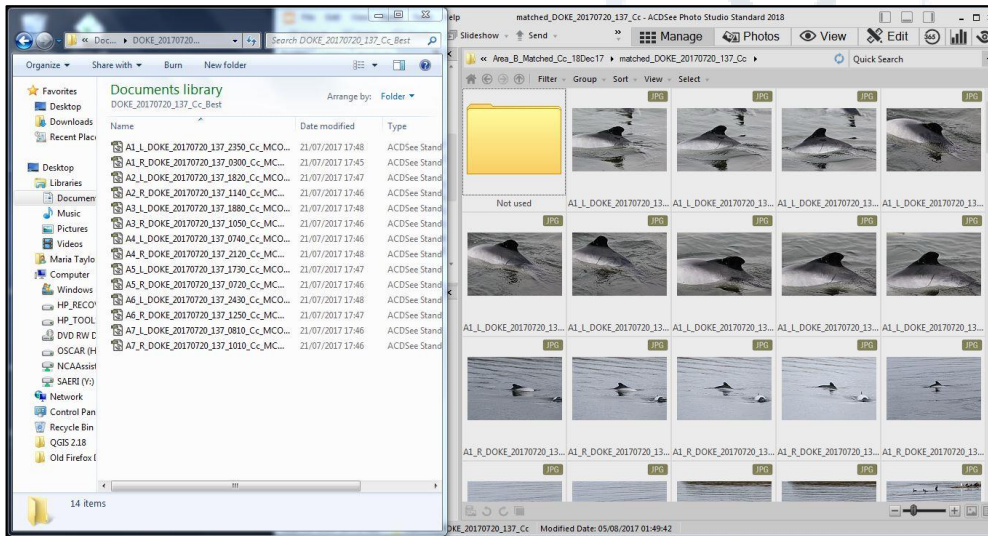 Doc... DOKE_20170720...
Search DOKE_20170720_137_Cc_Best
Organize
Share with
Burn
New folder
Favorites
Desktop
Downloads
Recent Place
Desktop
Libraries
Documen
Music
Pictures
Videos
Maria Taylo
Computer
Windows
HP_RECO
HP_TOOL
DVD RW D
OSCAR (H
NCAAssist
SAERI (Y:)
Network
Control Pan
Recycle Bin
QGIS 2.18
Old Firefox
Documents library
DOKE_20170720_137_Cc_Best
Arrange by: Folder
Name Date modified Type
A1_L_DOKE_20170720_137_2350_Cc_MCO... 21/07/2017 17:48 ACDSee Stand
A1_R_DOKE_20170720_137_0300_Cc_MC... 21/07/2017 17:45 ACDSee Stand
A2_L_DOKE_20170720_137_1820_Cc_MCO... 21/07/2017 17:47 ACDSee Stand
A2_R_DOKE_20170720_137_1140_Cc_MC... 21/07/2017 17:46 ACDSee Stand
A3_L_DOKE_20170720_137_1880_Cc_MCO... 21/07/2017 17:48 ACDSee Stand
A3_R_DOKE_20170720_137_1050_Cc_MC... 21/07/2017 17:46 ACDSee Stand
A4_L_DOKE_20170720_137_0740_Cc_MCO... 21/07/2017 17:46 ACDSee Stand
A4_R_DOKE_20170720_137_2120_Cc_MC... 21/07/2017 17:48 ACDSee Stand
A5_L_DOKE_20170720_137_1730_Cc_MCO... 21/07/2017 17:47 ACDSee Stand
A5_R_DOKE_20170720_137_0720_Cc_MC... 21/07/2017 17:46 ACDSee Stand
A6_L_DOKE_20170720_137_2430_Cc_MCO... 21/07/2017 17:48 ACDSee Stand
A6_R_DOKE_20170720_137_1250_Cc_MC... 21/07/2017 17:47 ACDSee Stand
A7_L_DOKE_20170720_137_0810_Cc_MCO... 21/07/2017 17:46 ACDSee Stand
A7_R_DOKE_20170720_137_1010_Cc_MC... 21/07/2017 17:46 ACDSee Stand
14 items
elp matched_DOKE_20170720_137_Cc - ACDSee Photo Studio Standard 2018
Slideshow Send Manage Photos View Edit 365
Area_B_Matched_Cc_18Dec17 matched_DOKE_20170720_137_Cc Quick Search
Filter Group Sort View Select
JPG JPG JPG JPG
Not used A1_L_DOKE_20170720_13... A1_L_DOKE_20170720_13... A1_L_DOKE_20170720_13... A1_L_DOKE_20170720_13...
JPG JPG JPG JPG JPG
A1_L_DOKE_20170720_13... A1_L_DOKE_20170720_13... A1_L_DOKE_20170720_13... A1_L_DOKE_20170720_13... A1_L_DOKE_20170720_13...
JPG JPG JPG JPG JPG
A1_R_DOKE_20170720_13... A1_R_DOKE_20170720_13... A1_R_DOKE_20170720_13... A1_R_DOKE_20170720_13... A1_R_DOKE_20170720_13...
JPG JPG JPG JPG JPG
OKE_20170720_137_Cc Modified Date: 05/08/2017 01:49:42